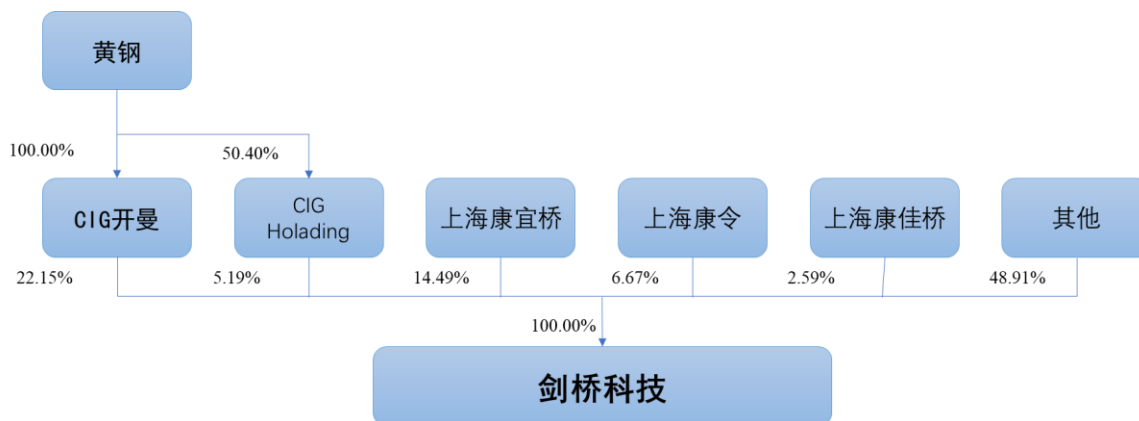 黄钢
100.00%
50.40%
CIG开曼
CIG
Holading
上海康宜桥
上海康令
上海康佳桥
其他
22.15%
5.19%
14.49%
6.67%
2.59%
48.91%
100.00%
剑桥科技